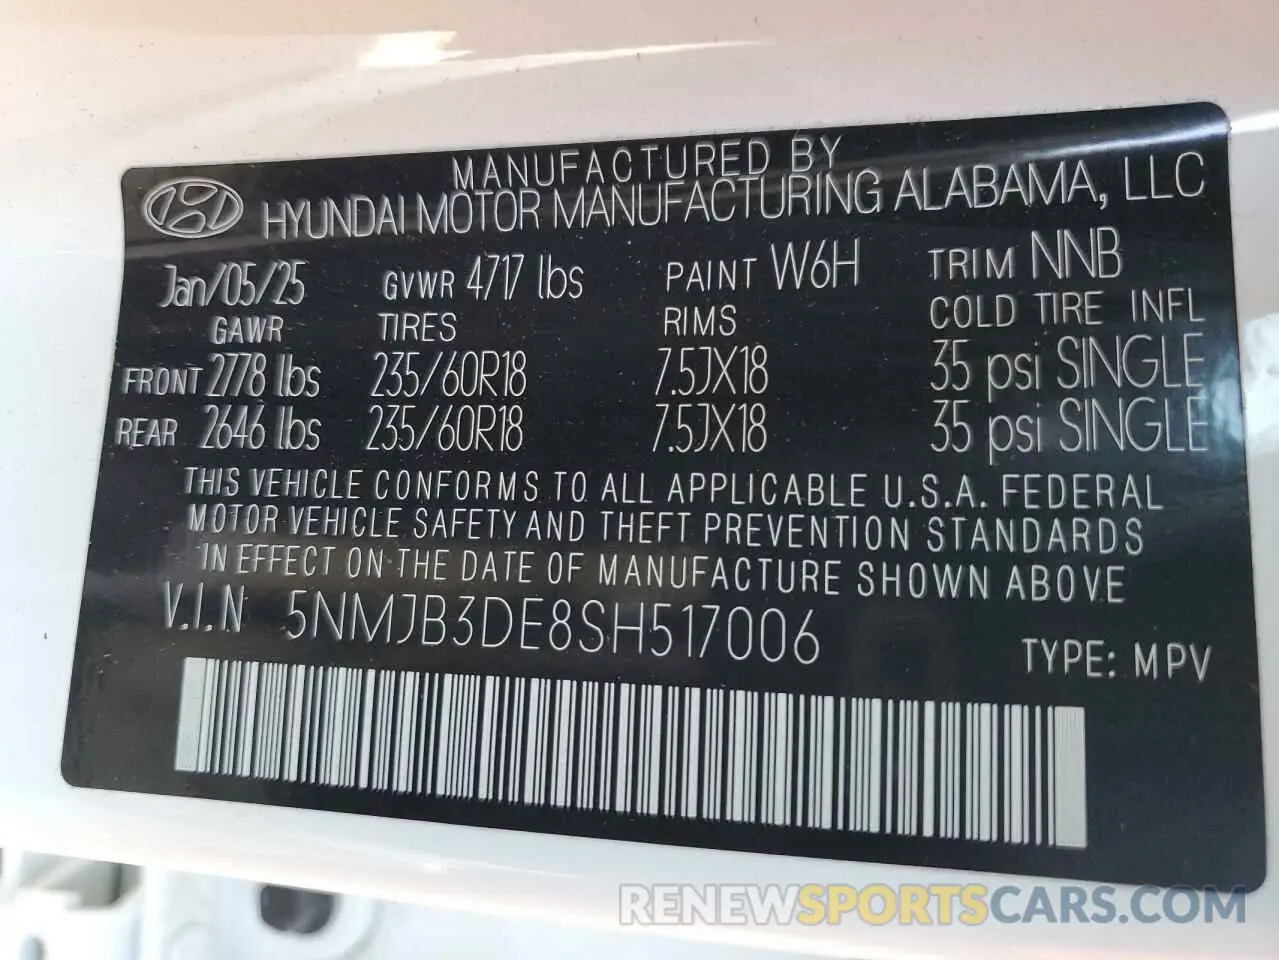 MANUFACTURED BY
HYUNDAI MOTOR MANUFACTURING ALABAMA, LLC
Jan/05/25 GVWR 4717 lbs PAINT W6H TRIM NNB
GAWR TIRES RIMS COLD TIRE INFL
FRONT 2778 lbs 235/60R18 7.5JX18 35 psi SINGLE
REAR 2646 lbs 235/60R18 7.5JX18 35 psi SINGLE
THIS VEHICLE CONFORMS TO ALL APPLICABLE U.S.A. FEDERAL
MOTOR VEHICLE SAFETY AND THEFT PREVENTION STANDARDS
IN EFFECT ON THE DATE OF MANUFACTURE SHOWN ABOVE
V.I.N 5NMJB3DE8SH517006 TYPE: MPV
RENEWSPORTSCARS.COM